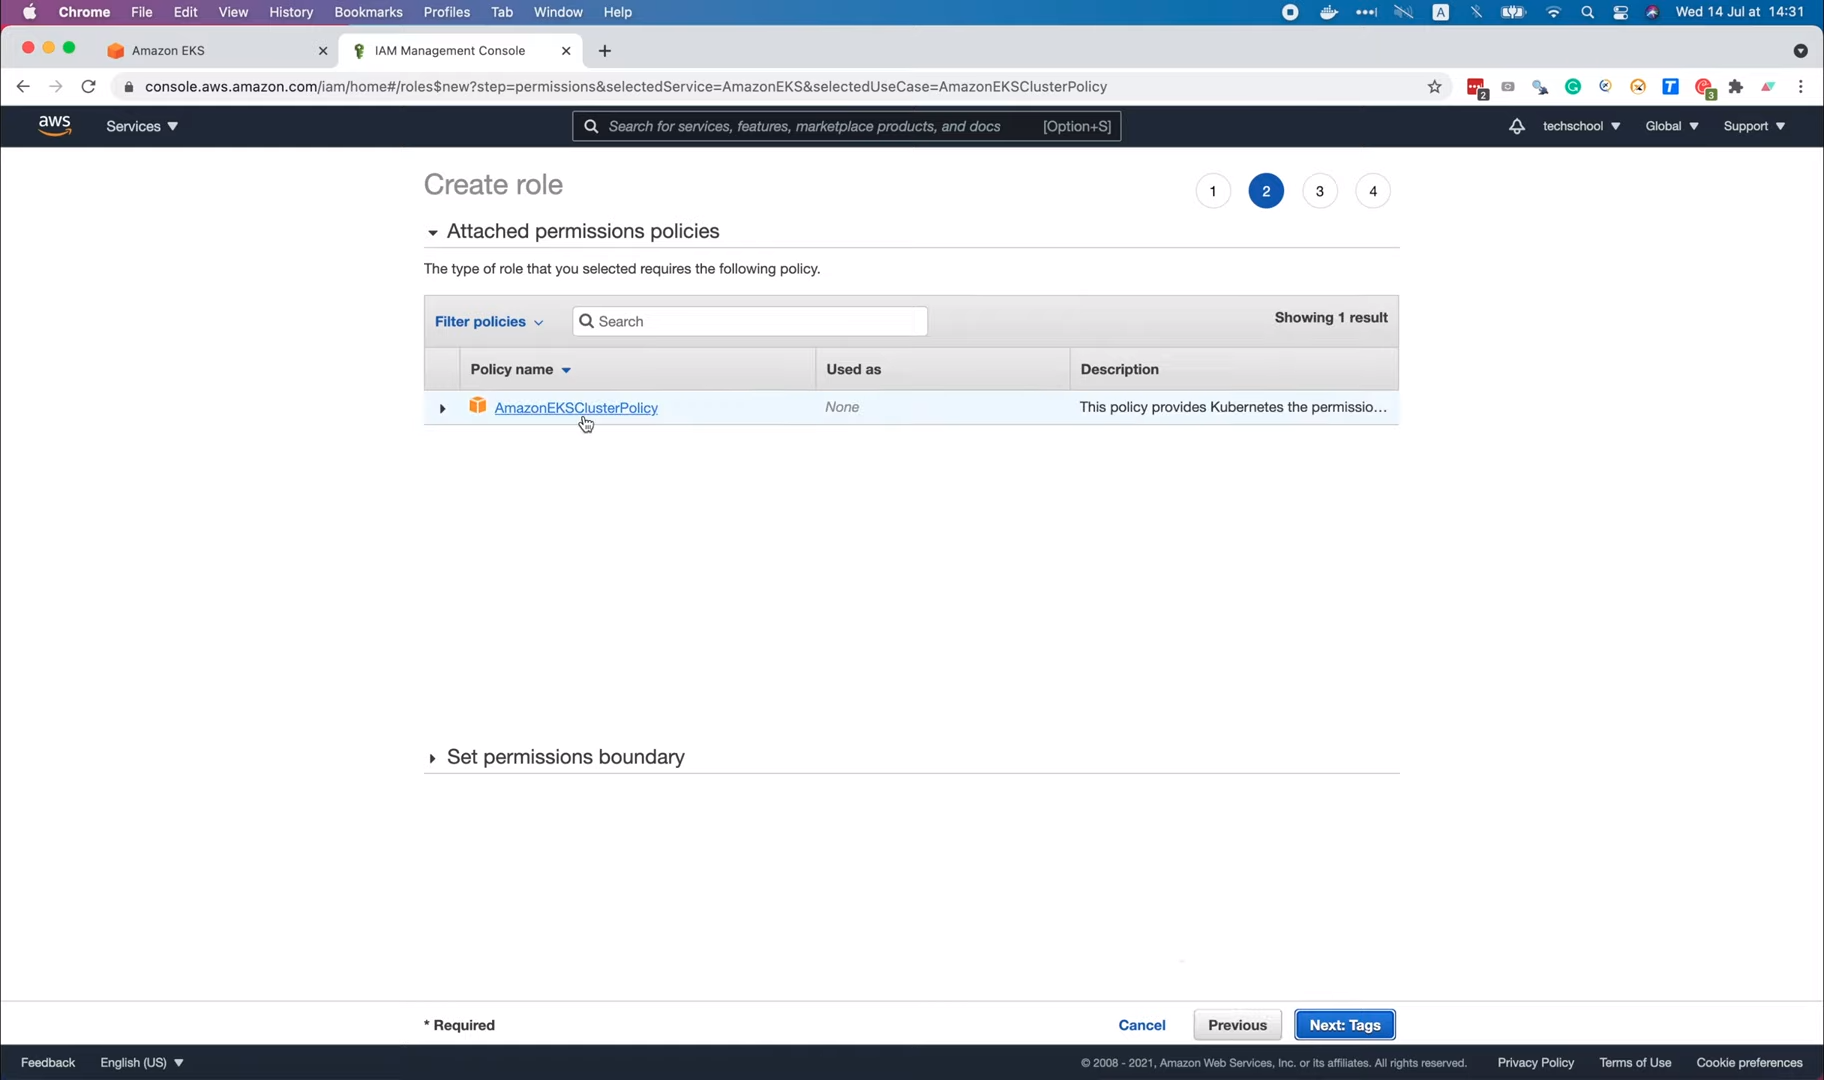 Chrome File Edit View History Bookmarks Profiles Tab Window Help A Wed 14 Jul at 14:31
Amazon EKS IAM Management Console
console.aws.amazon.com/iam/home#/roles$new?step=permissions&selectedService=AmazonEKS&selectedUseCase=AmazonEKSClusterPolicy 2 T 3
aws Services Search for services, features, marketplace products, and docs [Option+S] techschool Global Support
Create role 1 2 3 4
Attached permissions policies
The type of role that you selected requires the following policy.
Filter policies Search Showing 1 result
Policy name Used as Description
AmazonEKSClusterPolicy None This policy provides Kubernetes the permissio...
Set permissions boundary
* Required Cancel Previous Next: Tags
Feedback English (US) © 2008 - 2021, Amazon Web Services, Inc. or its affiliates. All rights reserved. Privacy Policy Terms of Use Cookie preferences